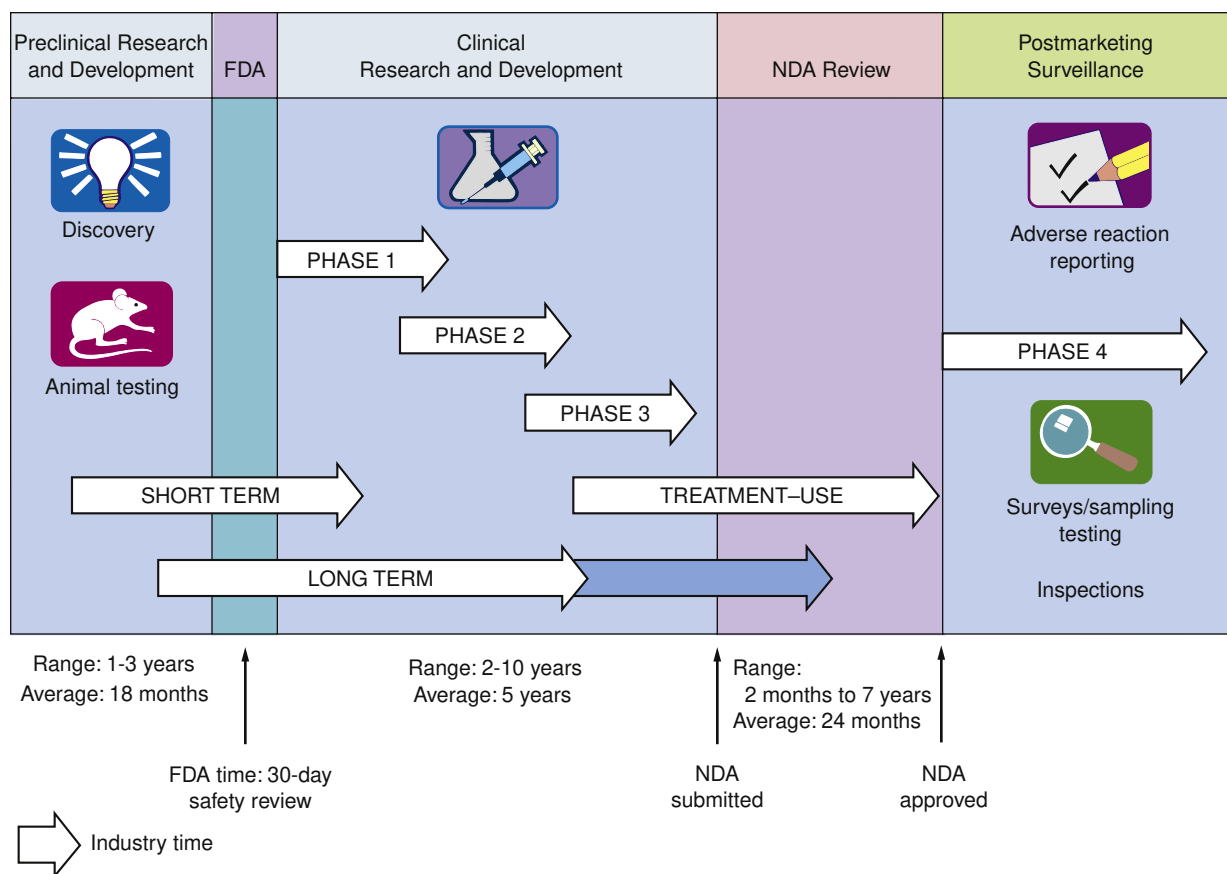 Preclinical Research
and Development
FDA
Clinical
Research and Development
NDA Review
Postmarketing
Surveillance
Discovery
Animal testing
PHASE 1
PHASE 2
PHASE 3
SHORT TERM
LONG TERM
TREATMENT–USE
Adverse reaction
reporting
PHASE 4
Surveys/sampling
testing
Inspections
Range: 1-3 years
Average: 18 months
Range: 2-10 years
Average: 5 years
Range:
2 months to 7 years
Average: 24 months
FDA time: 30-day
safety review
NDA
submitted
NDA
approved
Industry time